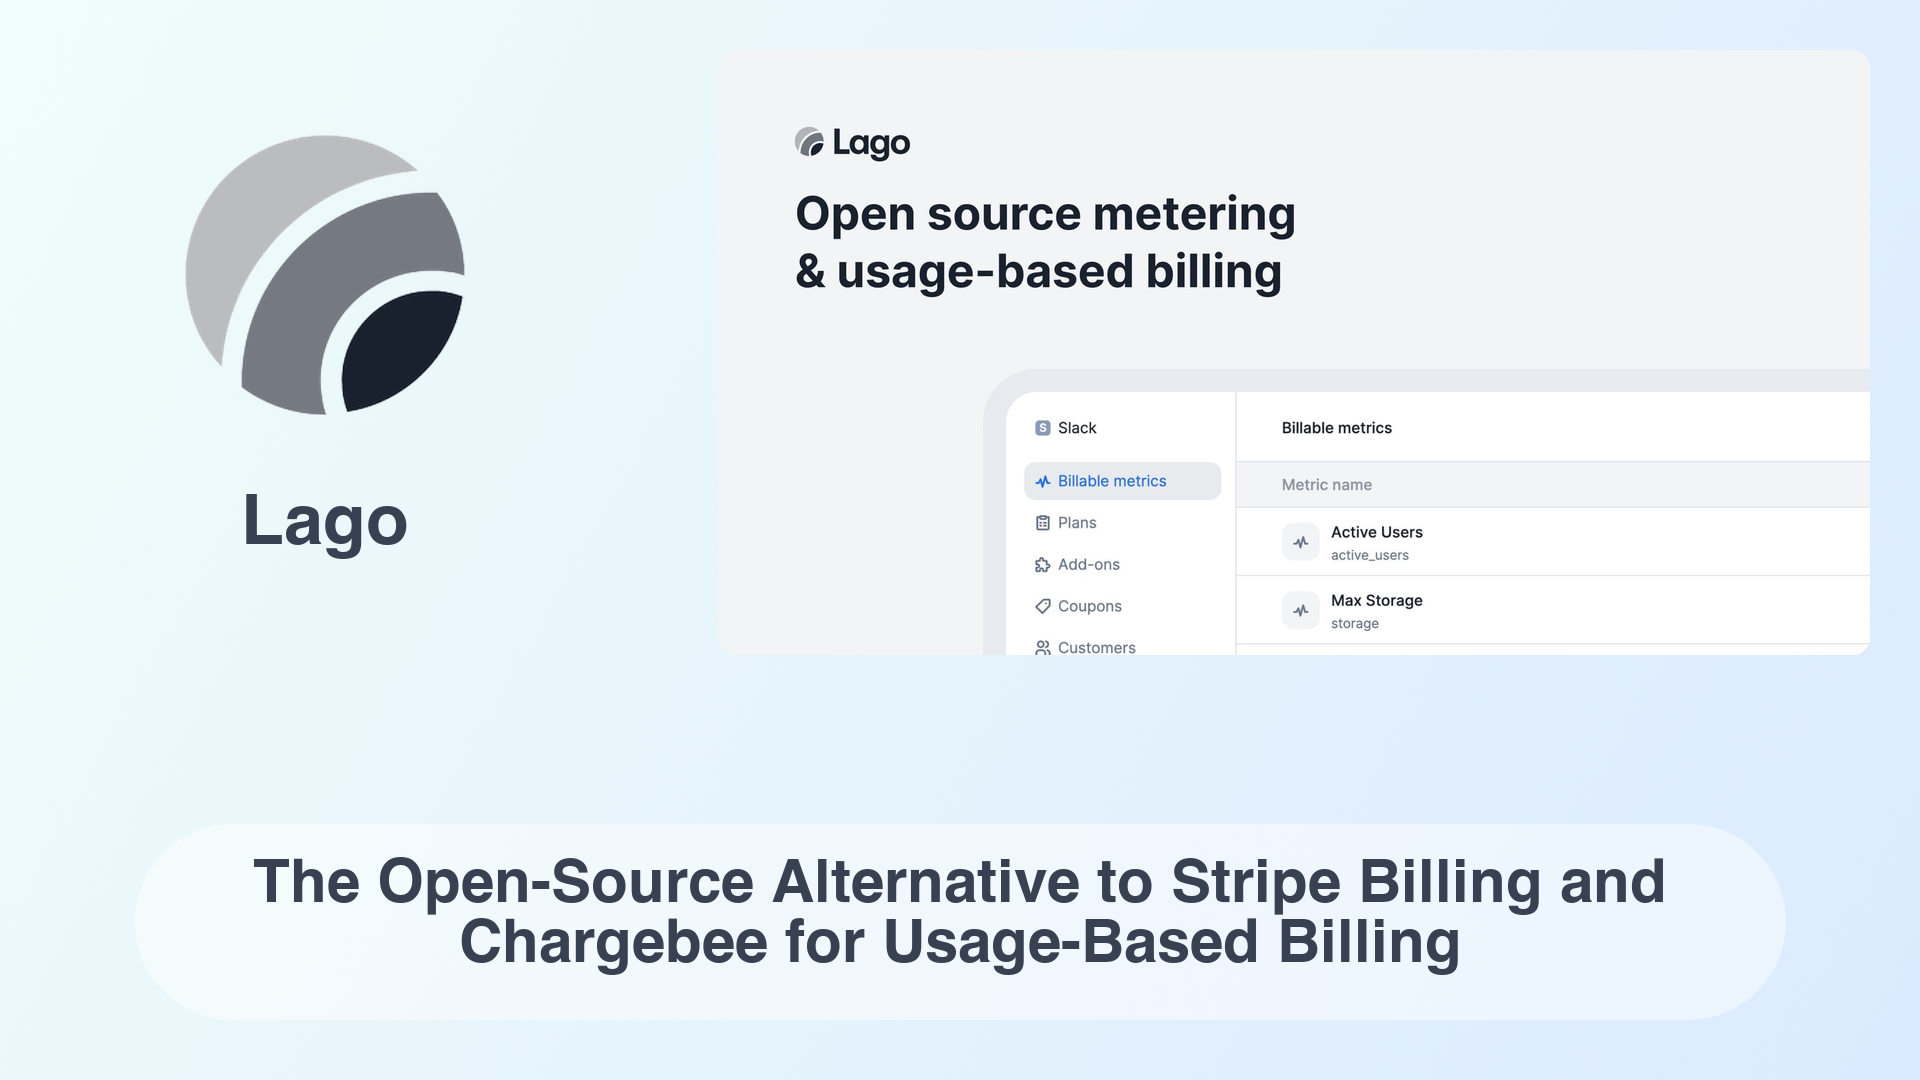 Lago
Lago
Open source metering
& usage-based billing
S Slack
Billable metrics
Plans
Add-ons
Coupons
Customers
Billable metrics
Metric name
Active Users
active_users
Max Storage
storage
The Open-Source Alternative to Stripe Billing and
Chargebee for Usage-Based Billing